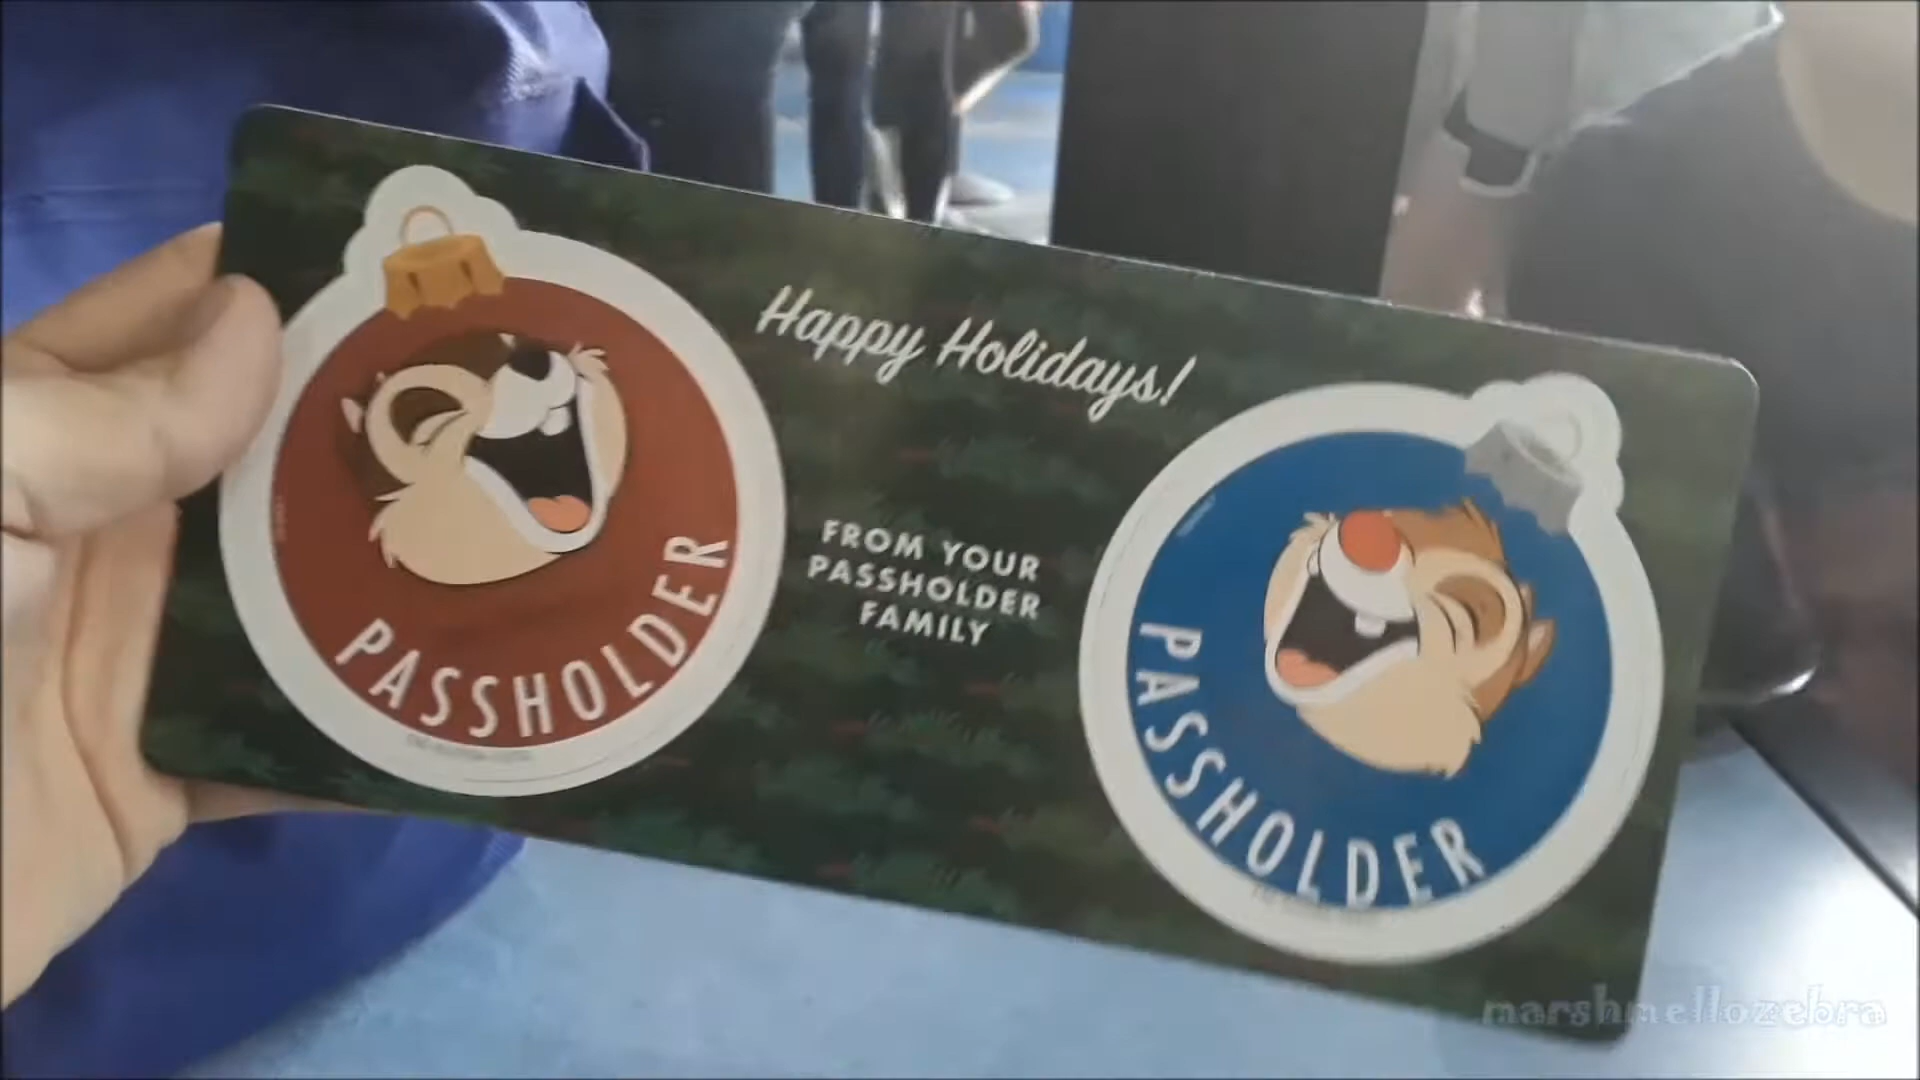 Happy Holidays!
FROM YOUR
PASSHOLDER
FAMILY
PASSHOLDER
PASSHOLDER
marshmellozebra